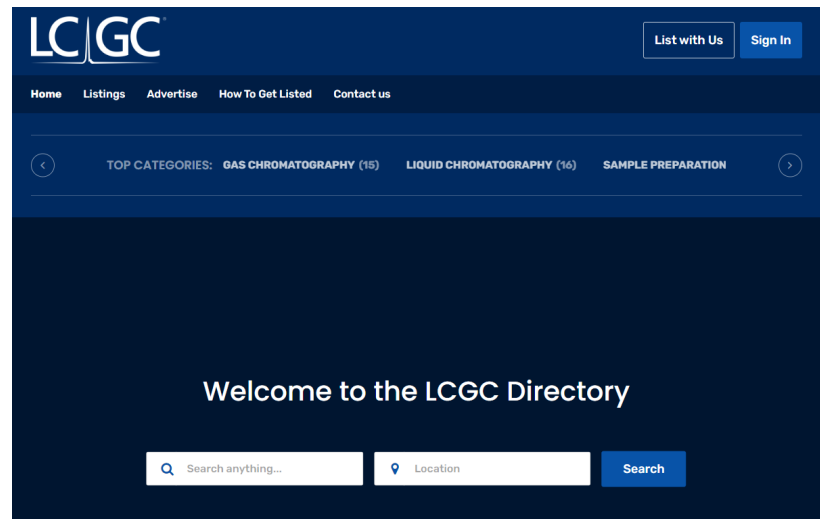 LC GC
List with Us
Sign In
Home Listings Advertise How To Get Listed Contact us
TOP CATEGORIES: GAS CHROMATOGRAPHY (15) LIQUID CHROMATOGRAPHY (16) SAMPLE PREPARATION
Welcome to the LCGC Directory
Search anything... Location Search